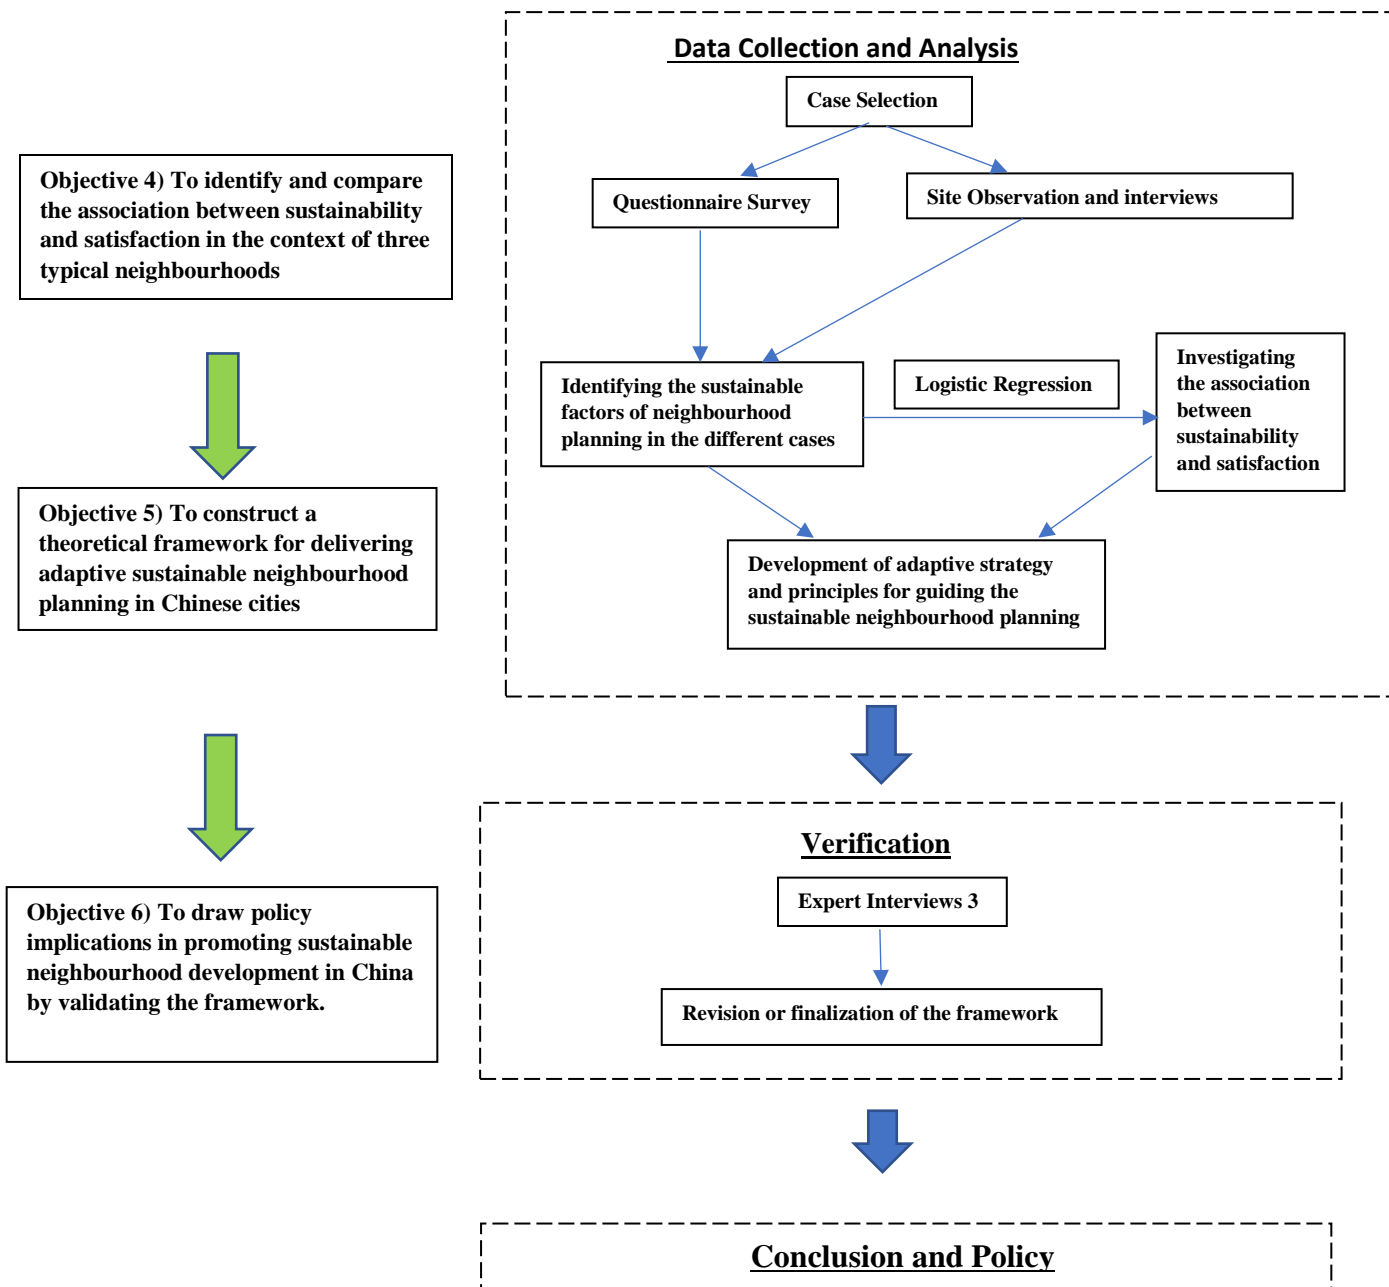 Data Collection and Analysis
Case Selection
Objective 4) To identify and compare
the association between sustainability
and satisfaction in the context of three
typical neighbourhoods
Questionnaire Survey
Site Observation and interviews
Identifying the sustainable
factors of neighbourhood
planning in the different cases
Logistic Regression
Investigating
the association
between
sustainability
and satisfaction
Objective 5) To construct a
theoretical framework for delivering
adaptive sustainable neighbourhood
planning in Chinese cities
Development of adaptive strategy
and principles for guiding the
sustainable neighbourhood planning
Verification
Expert Interviews 3
Revision or finalization of the framework
Objective 6) To draw policy
implications in promoting sustainable
neighbourhood development in China
by validating the framework.
Conclusion and Policy